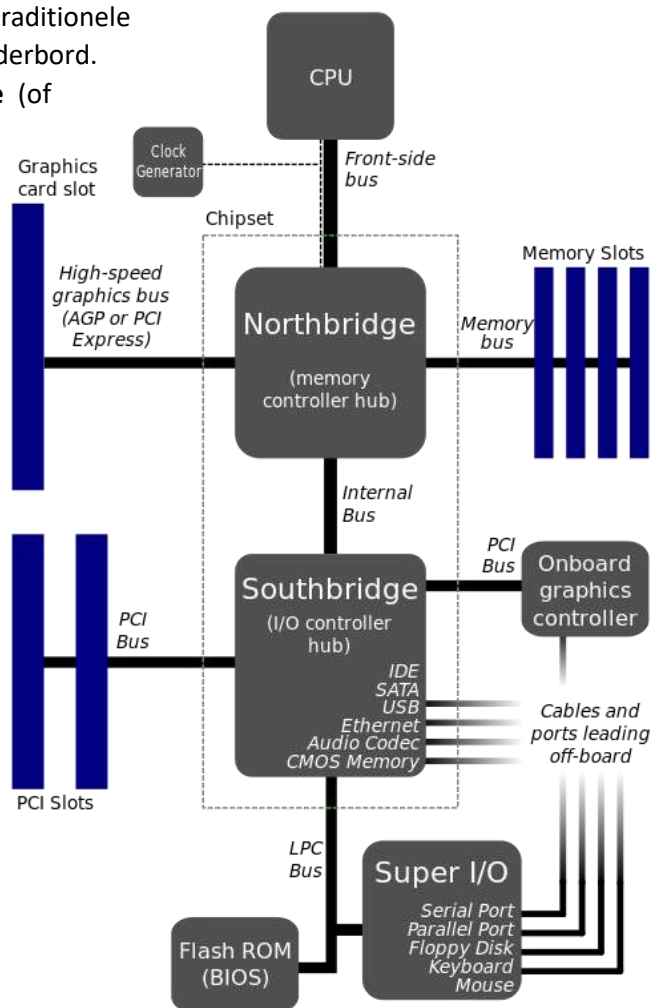 raditionele
derbord.
e (of
CPU
Clock
Generator
Front-side
bus
Graphics
card slot
Chipset
High-speed
graphics bus
(AGP or PCI
Express)
Northbridge
(memory
controller hub)
Memory
bus
Memory Slots
Internal
Bus
PCI
Bus
Southbridge
(I/O controller
hub)
IDE
SATA
USB
Ethernet
Audio Codec
CMOS Memory
PCI
Bus
Onboard
graphics
controller
Cables and
ports leading
off-board
PCI Slots
LPC
Bus
Super I/O
Serial Port
Parallel Port
Floppy Disk
Keyboard
Mouse
Flash ROM
(BIOS)